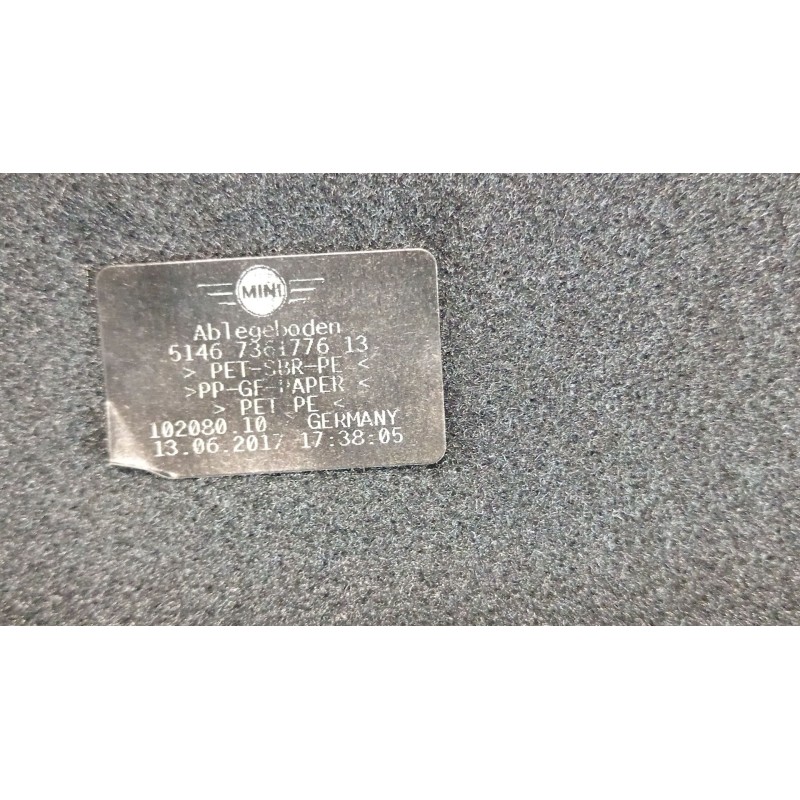 MINI
Ablegeboden
5146 7361776 13
> PET-SBR-PE <
>PP-GF-PAPER <
> PET PE <
102080.10 GERMANY
13.06.2017 17:38:05